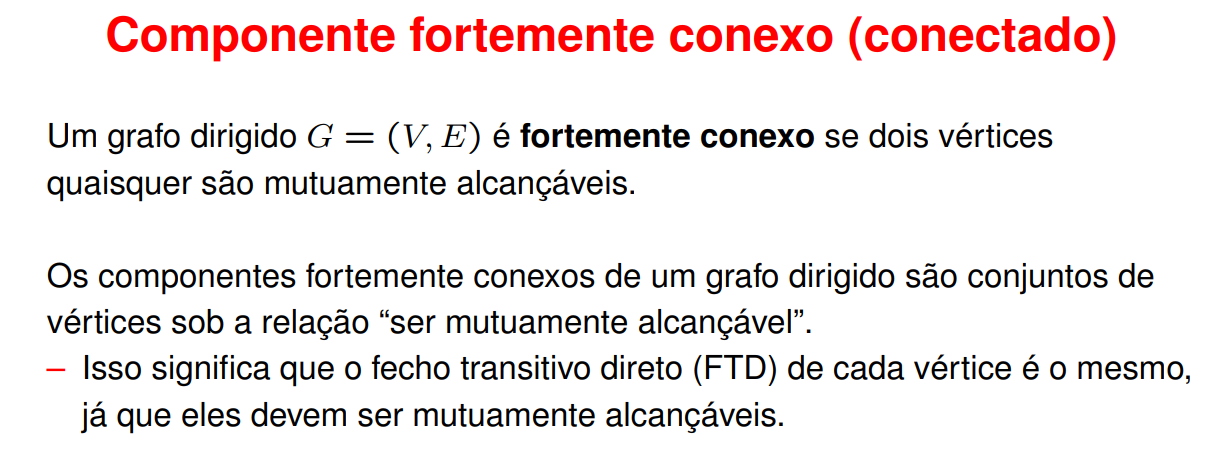 Componente fortemente conexo (conectado)
Um grafo dirigido G = (V, E) é fortemente conexo se dois vértices
quaisquer são mutuamente alcançáveis.
Os componentes fortemente conexos de um grafo dirigido são conjuntos de
vértices sob a relação “ser mutuamente alcançável”.
– Isso significa que o fecho transitivo direto (FTD) de cada vértice é o mesmo,
já que eles devem ser mutuamente alcançáveis.